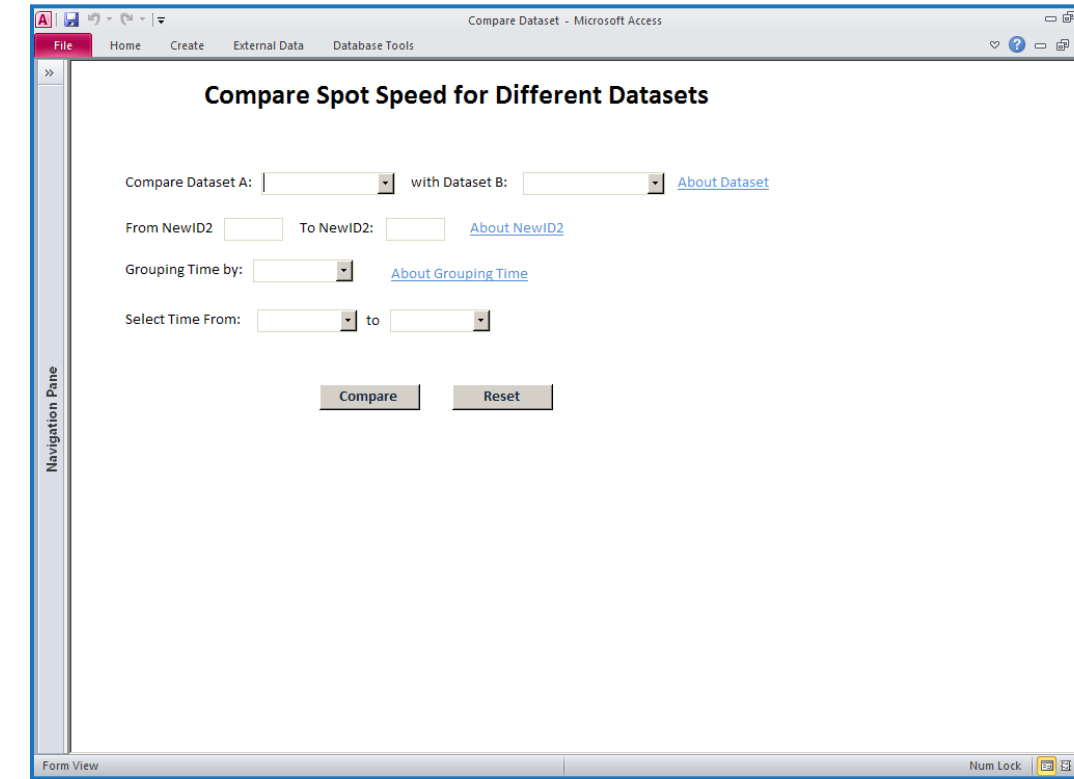 Compare Dataset - Microsoft Access
File Home Create External Data Database Tools
Compare Spot Speed for Different Datasets
Compare Dataset A: with Dataset B: About Dataset
From NewID2 To NewID2: About NewID2
Grouping Time by: About Grouping Time
Select Time From: to
Compare Reset
Navigation Pane
Form View Num Lock